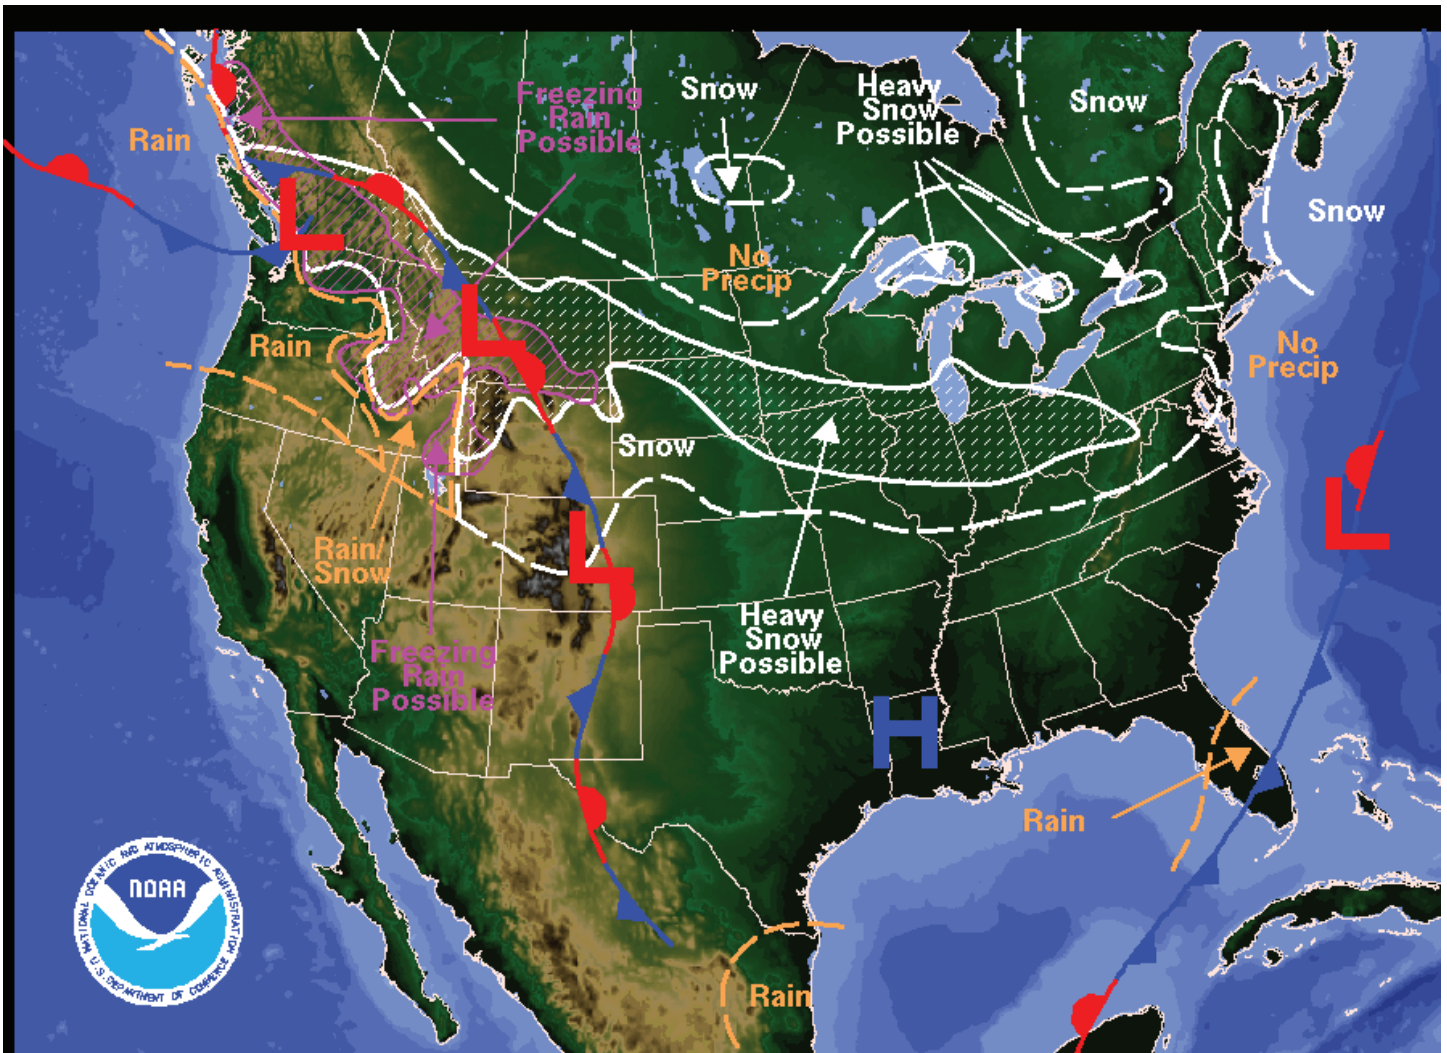 Freezing
Rain
Possible
Snow
Heavy
Snow
Possible
Snow
Rain
Snow
No
Precip
L
L
Rain
No
Precip
Snow
L
L
Rain/
Snow
Heavy
Snow
Possible
Freezing
Rain
Possible
H
Rain
NATIONAL OCEANIC AND ATMOSPHERIC ADMINISTRATION
NOAA
U.S. DEPARTMENT OF COMMERCE
Rain